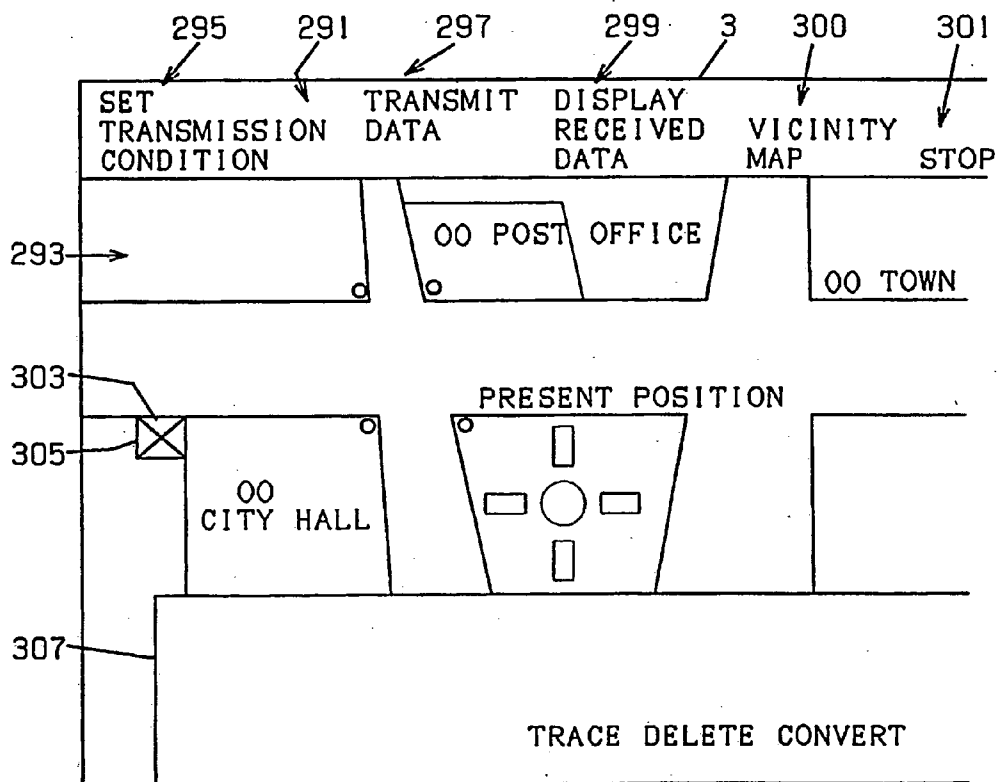 295 291 297 299 3 300 301
SET TRANSMIT DISPLAY
TRANSMISSION DATA RECEIVED VICINITY
CONDITION DATA MAP STOP
293
OO POST OFFICE
OO TOWN
303
PRESENT POSITION
305
OO
CITY HALL
307
TRACE DELETE CONVERT